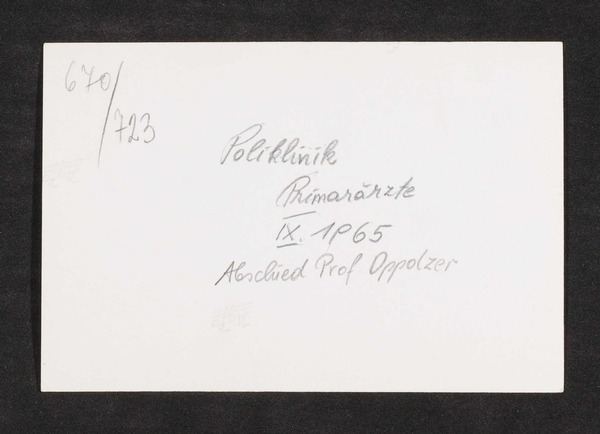 670/723
Poliklinik
Primarärzte
IX. 1965
Abschied Prof Oppolzer